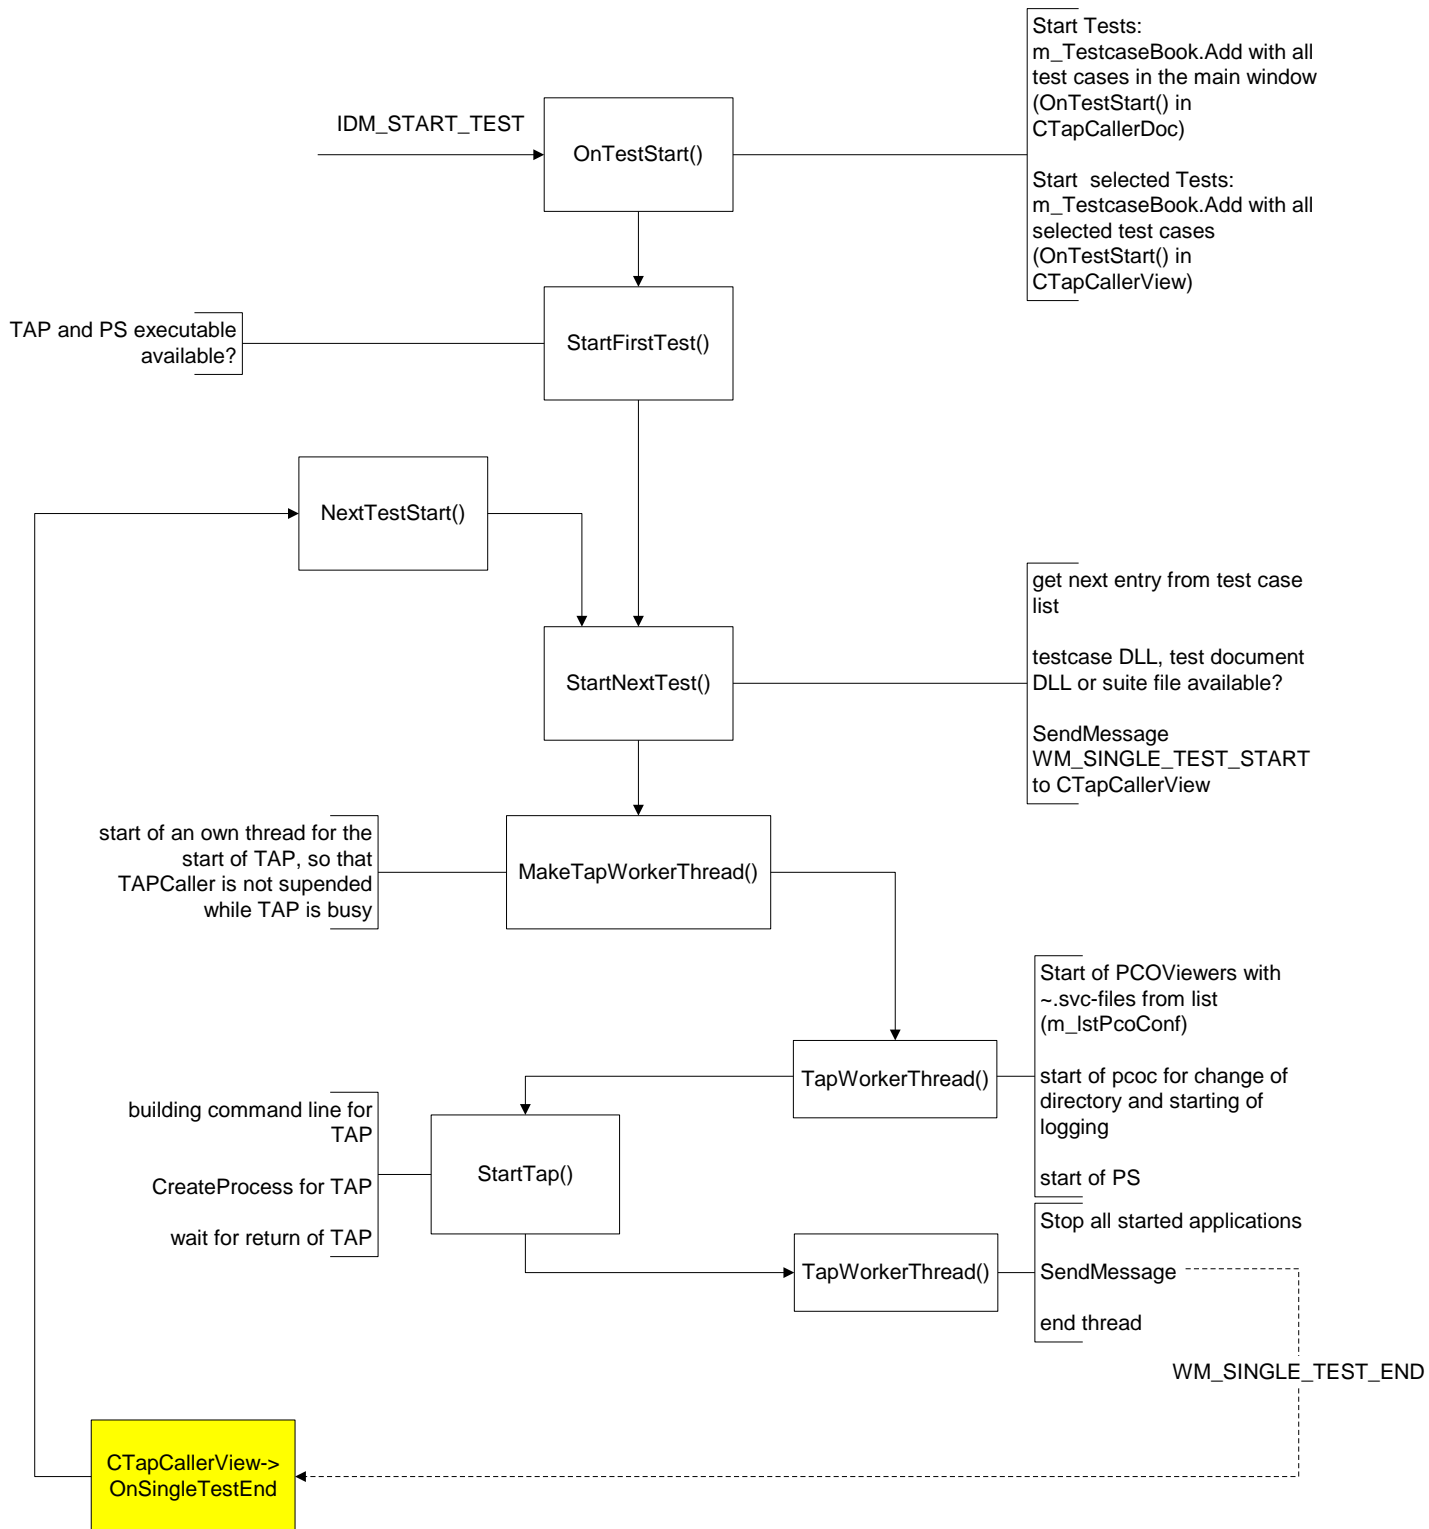 Start Tests:
m_TestcaseBook.Add with all
test cases in the main window
(OnTestStart() in
CTapCallerDoc)
Start  selected Tests:
m_TestcaseBook.Add with all
selected test cases
(OnTestStart() in
CTapCallerView)
IDM_START_TEST
OnTestStart()
TAP and PS executable
available?
StartFirstTest()
NextTestStart()
get next entry from test case
list
testcase DLL, test document
DLL or suite file available?
SendMessage
WM_SINGLE_TEST_START
to CTapCallerView
StartNextTest()
start of an own thread for the
start of TAP, so that
TAPCaller is not supended
while TAP is busy
MakeTapWorkerThread()
Start of PCOViewers with
~.svc-files from list
(m_lstPcoConf)
start of pcoc for change of
directory and starting of
logging
start of PS
TapWorkerThread()
building command line for
TAP
CreateProcess for TAP
wait for return of TAP
StartTap()
TapWorkerThread()
Stop all started applications
SendMessage
end thread
WM_SINGLE_TEST_END
CTapCallerView->
OnSingleTestEnd